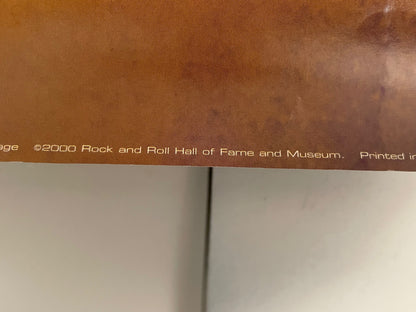 ©2000 Rock and Roll Hall of Fame and Museum. Printed in